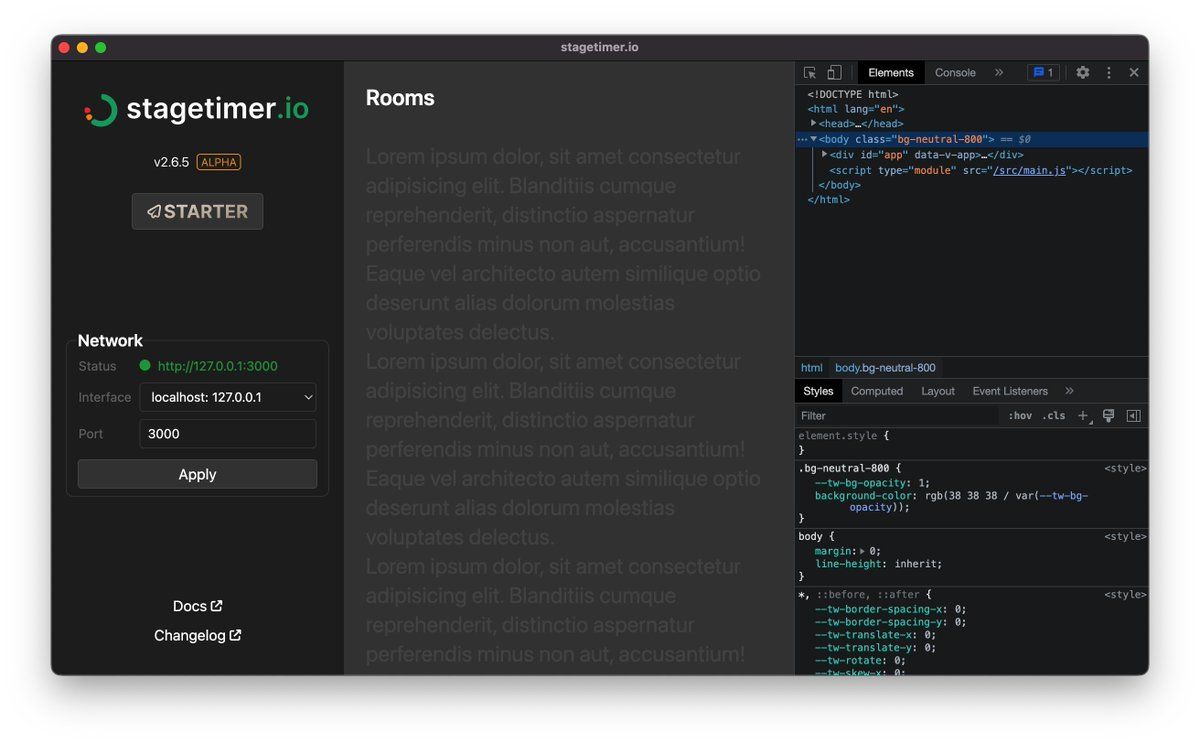 stagetimer.io
stagetimer.io
v2.6.5 ALPHA
STARTER
Network
Status http://127.0.0.1:3000
Interface localhost: 127.0.0.1
Port 3000
Apply
Docs
Changelog
Rooms
Lorem ipsum dolor, sit amet consectetur
adipisicing elit. Blanditiis cumque
reprehenderit, distinctio aspernatur
perferendis minus non aut, accusantium!
Eaque vel architecto autem similique optio
deserunt alias dolorum molestias
voluptates delectus.
Lorem ipsum dolor, sit amet consectetur
adipisicing elit. Blanditiis cumque
reprehenderit, distinctio aspernatur
perferendis minus non aut, accusantium!
Eaque vel architecto autem similique optio
deserunt alias dolorum molestias
voluptates delectus.
Lorem ipsum dolor, sit amet consectetur
adipisicing elit. Blanditiis cumque
reprehenderit, distinctio aspernatur
perferendis minus non aut, accusantium!
Elements Console » 1
<!DOCTYPE html>
<html lang="en">
<head>…</head>
<body class="bg-neutral-800"> == $0
<div id="app" data-v-app>…</div>
<script type="module" src="/src/main.js"></script>
</body>
</html>
html body.bg-neutral-800
Styles Computed Layout Event Listeners »
Filter :hov .cls +
element.style {
}
.bg-neutral-800 { <style>
--tw-bg-opacity: 1;
background-color: rgb(38 38 38 / var(--tw-bg-
opacity));
}
body { <style>
margin: 0;
line-height: inherit;
}
*, ::before, ::after { <style>
--tw-border-spacing-x: 0;
--tw-border-spacing-y: 0;
--tw-translate-x: 0;
--tw-translate-y: 0;
--tw-rotate: 0;
--tw-skew-x: 0;